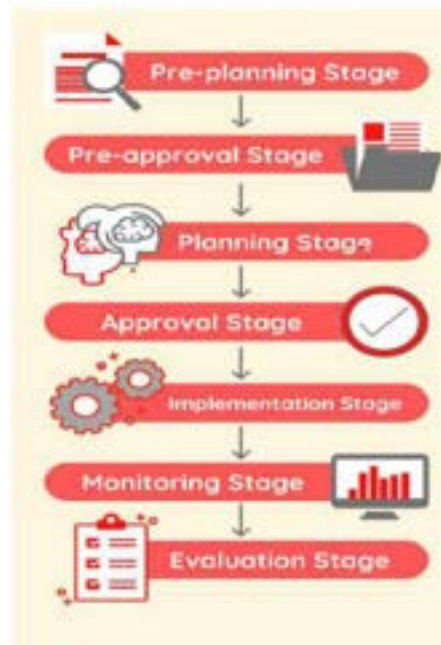 Pre-planning Stage
Pre-approval Stage
Planning Stage
Approval Stage
Implementation Stage
Monitoring Stage
Evaluation Stage